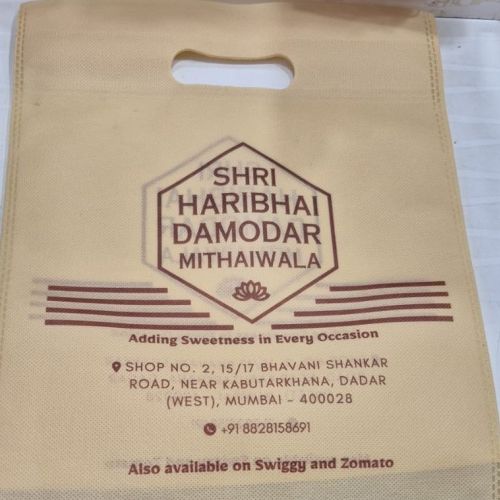 SHRI
HARIBHAI
DAMODAR
MITHAIWALA
Adding Sweetness in Every Occasion
SHOP NO. 2, 15/17 BHAVANI SHANKAR
ROAD, NEAR KABUTARKHANA, DADAR
(WEST), MUMBAI - 400028
+91 8828158691
Also available on Swiggy and Zomato